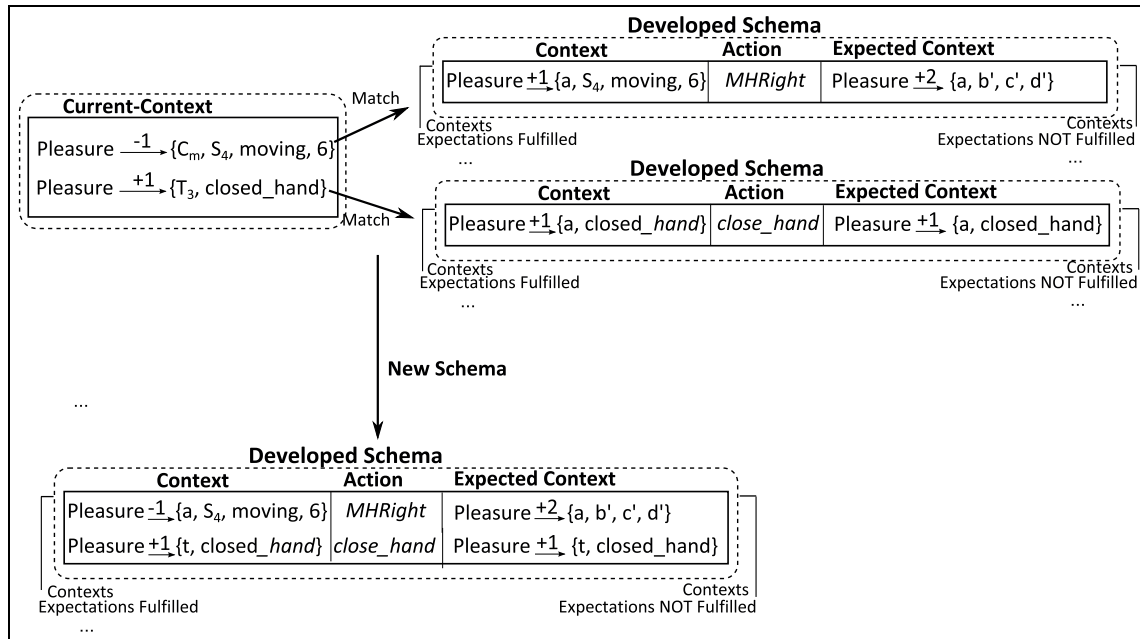 Developed Schema
Context Action Expected Context
Pleasure +1 {a, S4, moving, 6} MHRight Pleasure +2 {a, b', c', d'}
Contexts
Expectations Fulfilled
...
Contexts
Expectations NOT Fulfilled
...
Current-Context
Pleasure -1 {Cm, S4, moving, 6}
Pleasure +1 {T3, closed_hand}
Match
Match
Developed Schema
Context Action Expected Context
Pleasure +1 {a, closed_hand} close_hand Pleasure +1 {a, closed_hand}
Contexts
Expectations Fulfilled
...
Contexts
Expectations NOT Fulfilled
...
New Schema
...
Developed Schema
Context Action Expected Context
Pleasure -1 {a, S4, moving, 6} MHRight Pleasure +2 {a, b', c', d'}
Pleasure +1 {t, closed_hand} close_hand Pleasure +1 {t, closed_hand}
Contexts
Expectations Fulfilled
...
Contexts
Expectations NOT Fulfilled